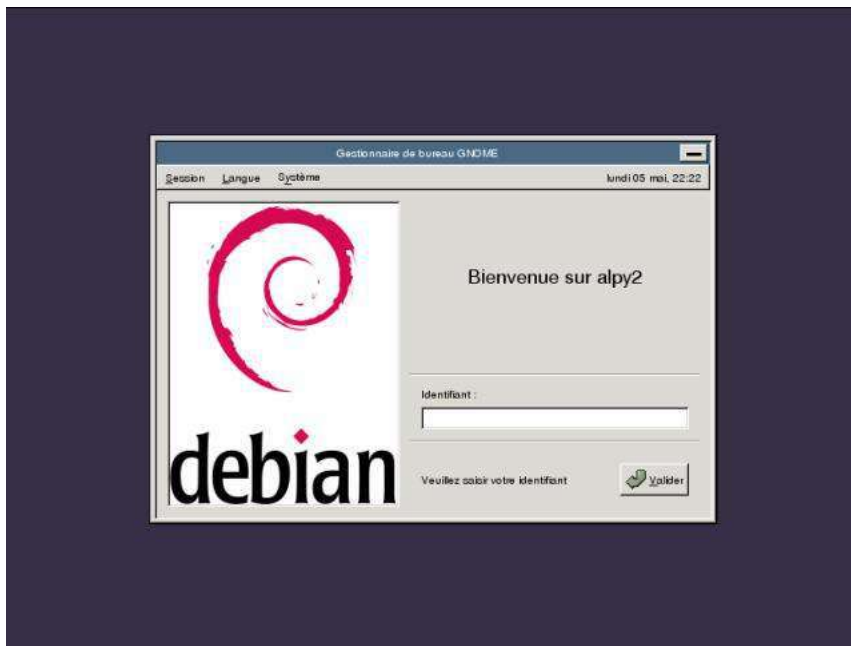 Gestionnaire de bureau GNOME
Session Langue Système lundi 05 mai, 22:22
Bienvenue sur alpy2
Identifiant :
debian
Veuillez saisir votre identifiant Valider